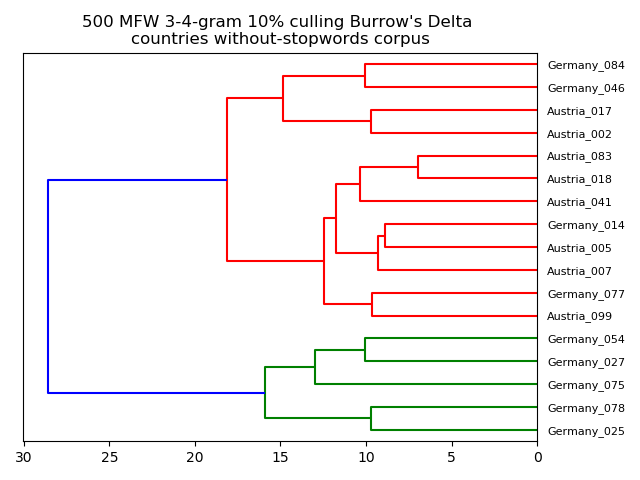 500 MFW 3-4-gram 10% culling Burrow's Delta
countries without-stopwords corpus
Germany_084
Germany_046
Austria_017
Austria_002
Austria_083
Austria_018
Austria_041
Germany_014
Austria_005
Austria_007
Germany_077
Austria_099
Germany_054
Germany_027
Germany_075
Germany_078
Germany_025
30 25 20 15 10 5 0